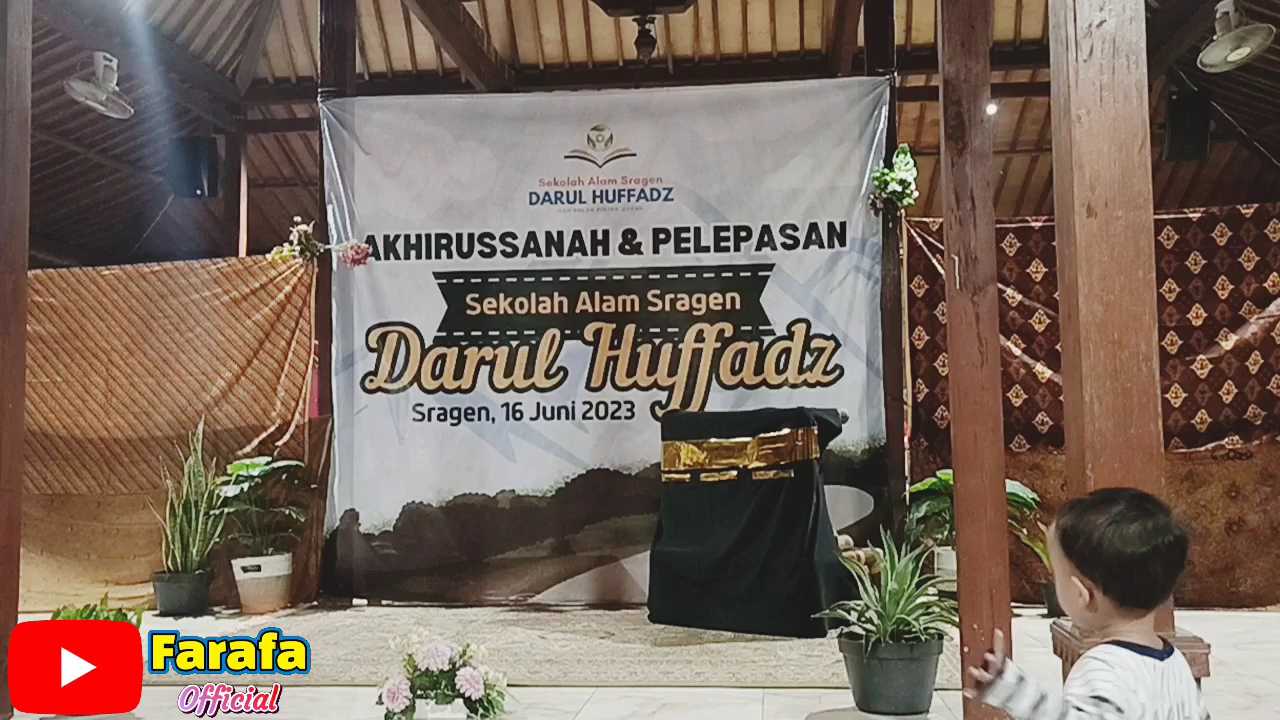 Sekolah Alam Sragen
DARUL HUFFADZ
AKHIRUSSANAH & PELEPASAN
Sekolah Alam Sragen
Darul Huffadz
Sragen, 16 Juni 2023
Farafa
Official